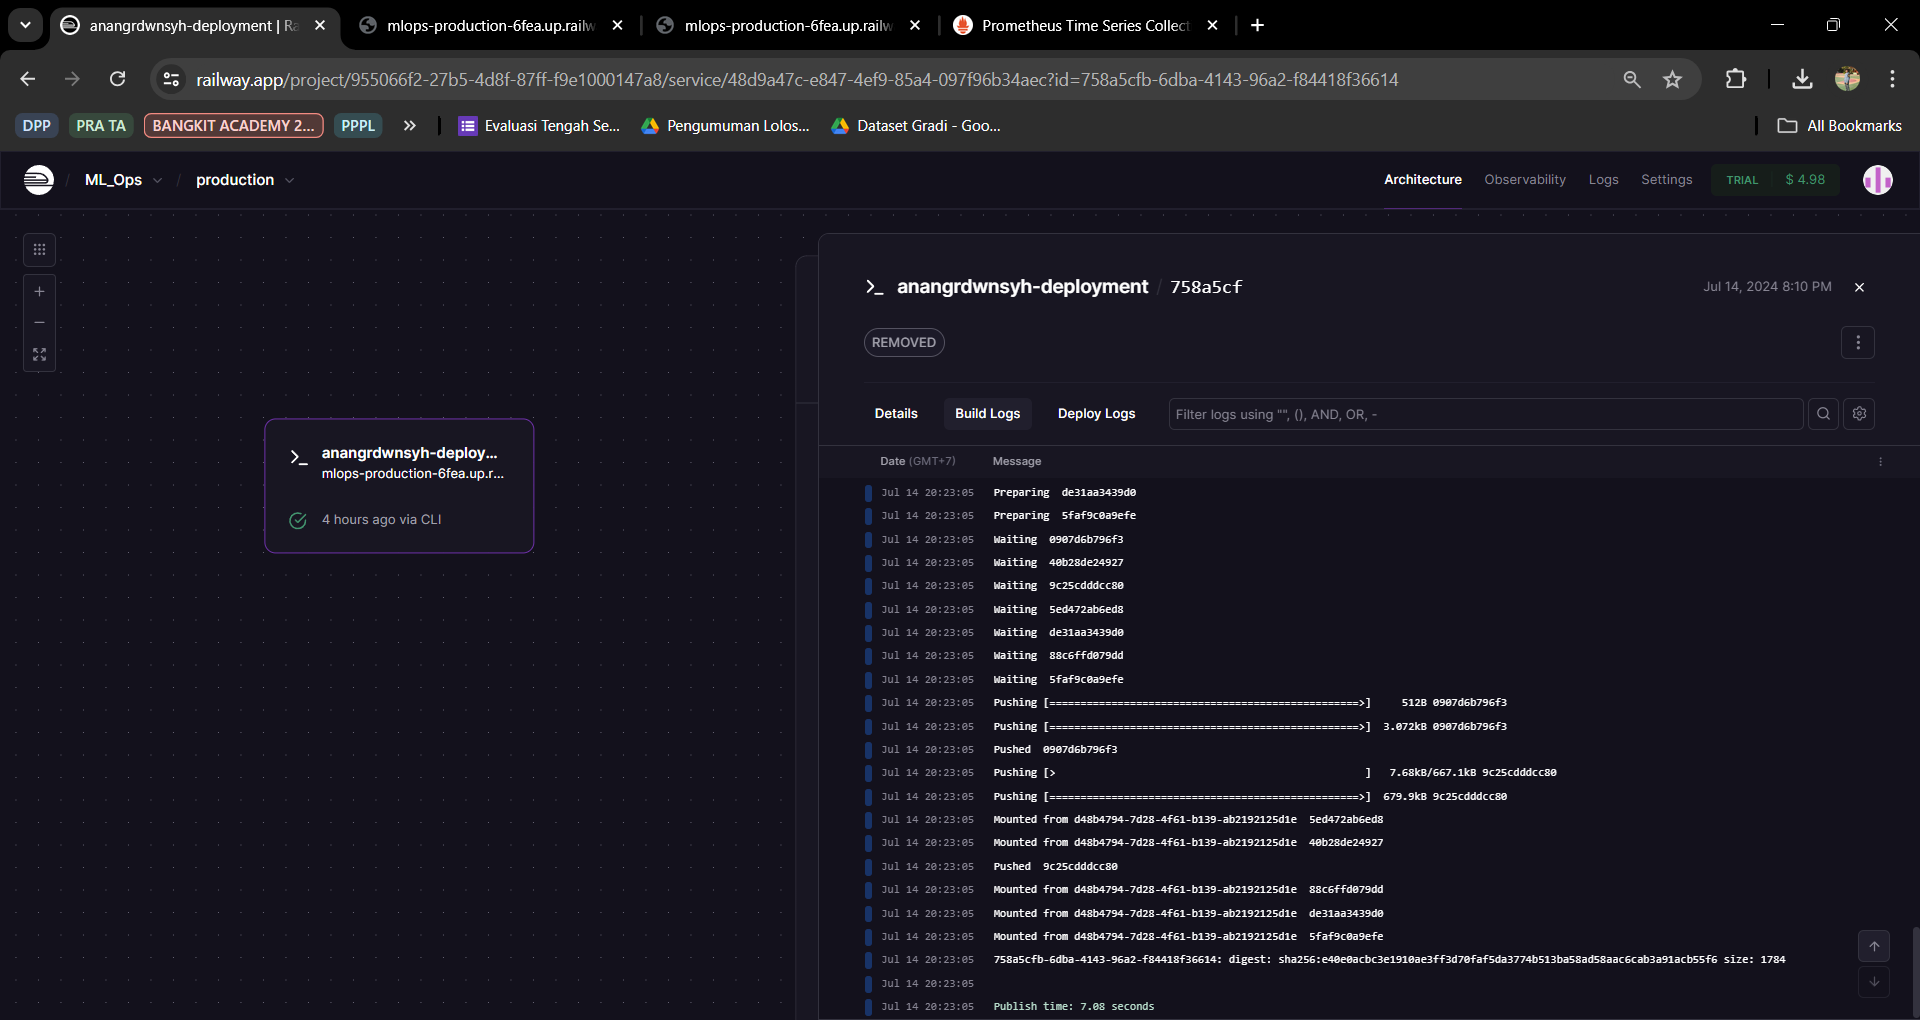 anangrdwnsyh-deployment | Ra
mlops-production-6fea.up.railw
mlops-production-6fea.up.railw
Prometheus Time Series Collect
railway.app/project/955066f2-27b5-4d8f-87ff-f9e1000147a8/service/48d9a47c-e847-4ef9-85a4-097f96b34aec?id=758a5cfb-6dba-4143-96a2-f84418f36614
DPP PRA TA BANGKIT ACADEMY 2... PPPL » Evaluasi Tengah Se... Pengumuman Lolos... Dataset Gradi - Goo... All Bookmarks
/ ML_Ops / production Architecture Observability Logs Settings TRIAL $ 4.98
anangrdwnsyh-deploy...
mlops-production-6fea.up.r...
4 hours ago via CLI
anangrdwnsyh-deployment / 758a5cf Jul 14, 2024 8:10 PM
REMOVED
Details Build Logs Deploy Logs Filter logs using "", (), AND, OR, -
Date (GMT+7) Message
Jul 14 20:23:05 Preparing de31aa3439d0
Jul 14 20:23:05 Preparing 5faf9c0a9efe
Jul 14 20:23:05 Waiting 0907d6b796f3
Jul 14 20:23:05 Waiting 40b28de24927
Jul 14 20:23:05 Waiting 9c25cdddcc80
Jul 14 20:23:05 Waiting 5ed472ab6ed8
Jul 14 20:23:05 Waiting de31aa3439d0
Jul 14 20:23:05 Waiting 88c6ffd079dd
Jul 14 20:23:05 Waiting 5faf9c0a9efe
Jul 14 20:23:05 Pushing [==================================================>] 512B 0907d6b796f3
Jul 14 20:23:05 Pushing [==================================================>] 3.072kB 0907d6b796f3
Jul 14 20:23:05 Pushed 0907d6b796f3
Jul 14 20:23:05 Pushing [> ] 7.68kB/667.1kB 9c25cdddcc80
Jul 14 20:23:05 Pushing [==================================================>] 679.9kB 9c25cdddcc80
Jul 14 20:23:05 Mounted from d48b4794-7d28-4f61-b139-ab2192125d1e 5ed472ab6ed8
Jul 14 20:23:05 Mounted from d48b4794-7d28-4f61-b139-ab2192125d1e 40b28de24927
Jul 14 20:23:05 Pushed 9c25cdddcc80
Jul 14 20:23:05 Mounted from d48b4794-7d28-4f61-b139-ab2192125d1e 88c6ffd079dd
Jul 14 20:23:05 Mounted from d48b4794-7d28-4f61-b139-ab2192125d1e de31aa3439d0
Jul 14 20:23:05 Mounted from d48b4794-7d28-4f61-b139-ab2192125d1e 5faf9c0a9efe
Jul 14 20:23:05 758a5cfb-6dba-4143-96a2-f84418f36614: digest: sha256:e40e0acbc3e1910ae3ff3d70faf5da3774b513ba58ad58aac6cab3a91acb55f6 size: 1784
Jul 14 20:23:05
Jul 14 20:23:05 Publish time: 7.08 seconds